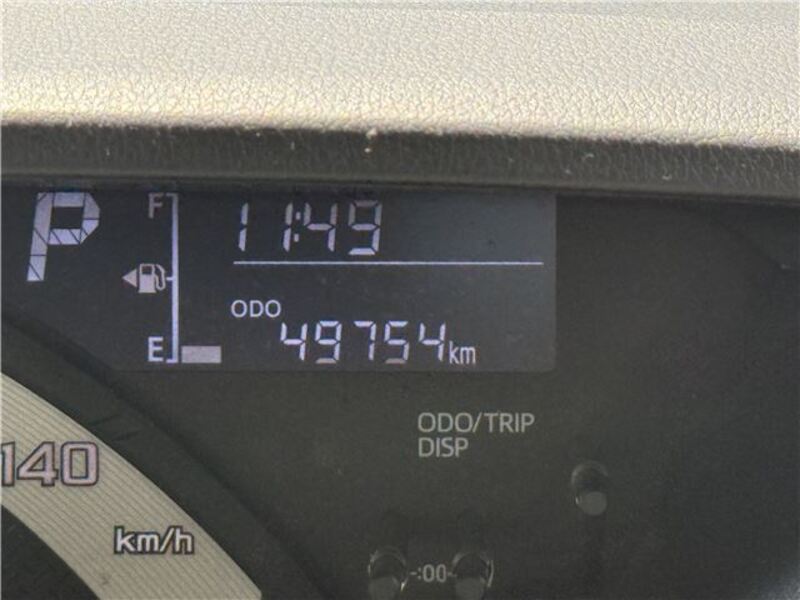 P
F
11:49
ODO
E
49754km
ODO/TRIP
DISP
140
km/h
-:00-